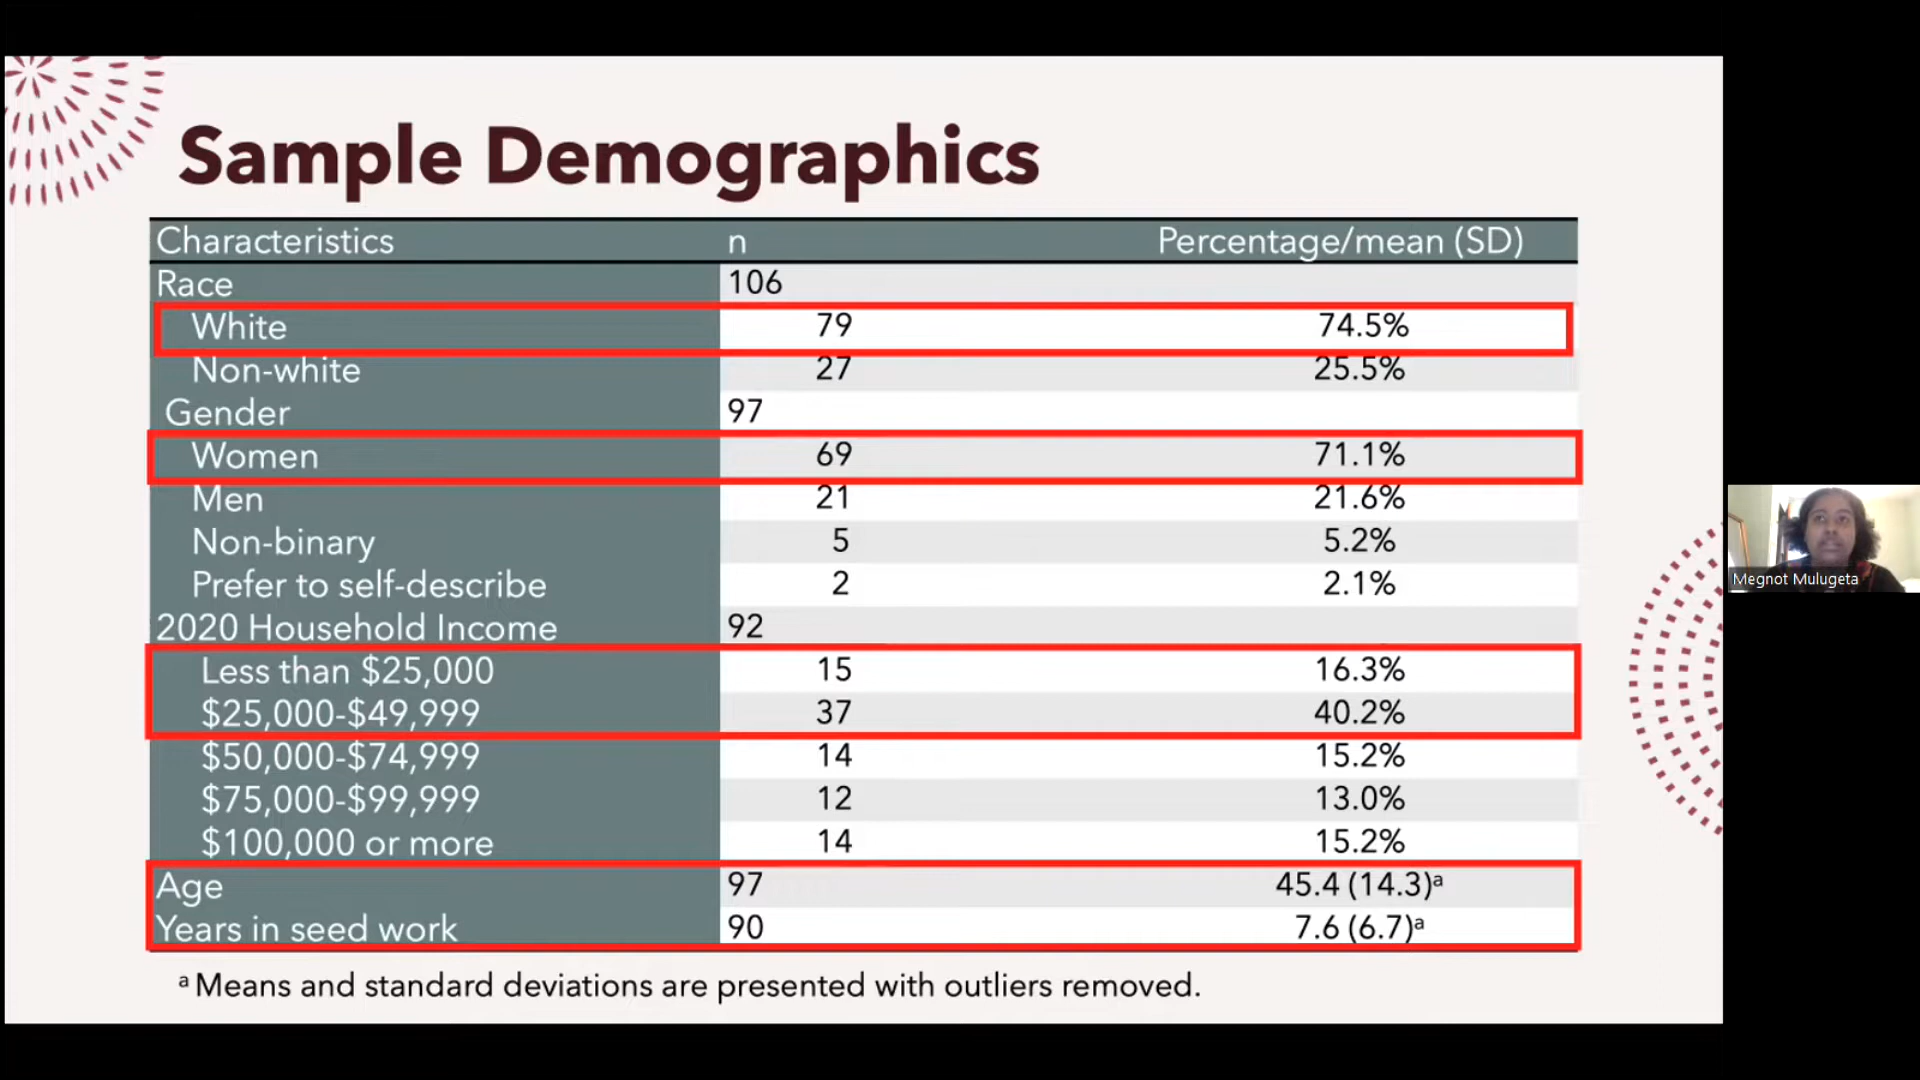 Sample Demographics
Characteristics n Percentage/mean (SD)
Race 106
White 79 74.5%
Non-white 27 25.5%
Gender 97
Women 69 71.1%
Men 21 21.6%
Non-binary 5 5.2%
Prefer to self-describe 2 2.1%
2020 Household Income 92
Less than $25,000 15 16.3%
$25,000-$49,999 37 40.2%
$50,000-$74,999 14 15.2%
$75,000-$99,999 12 13.0%
$100,000 or more 14 15.2%
Age 97 45.4 (14.3)ᵃ
Years in seed work 90 7.6 (6.7)ᵃ
ᵃ Means and standard deviations are presented with outliers removed.
Megnot Mulugeta